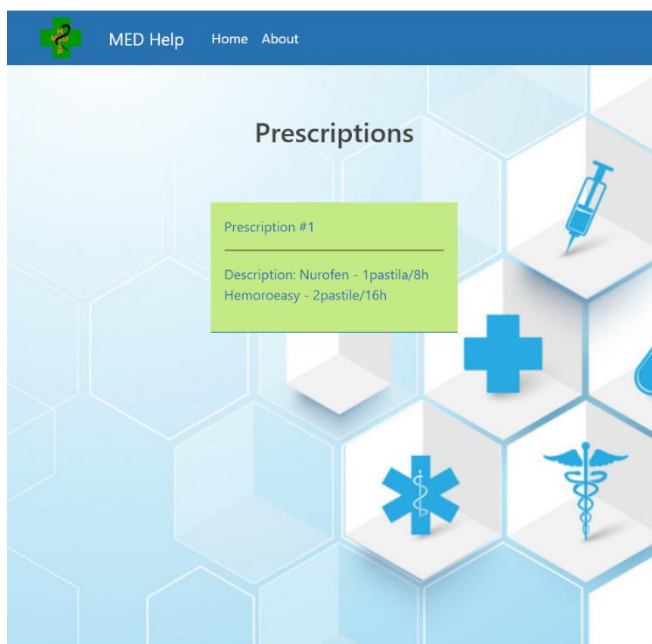 MED Help Home About
Prescriptions
Prescription #1
Description: Nurofen - 1pastila/8h
Hemoroeasy - 2pastile/16h